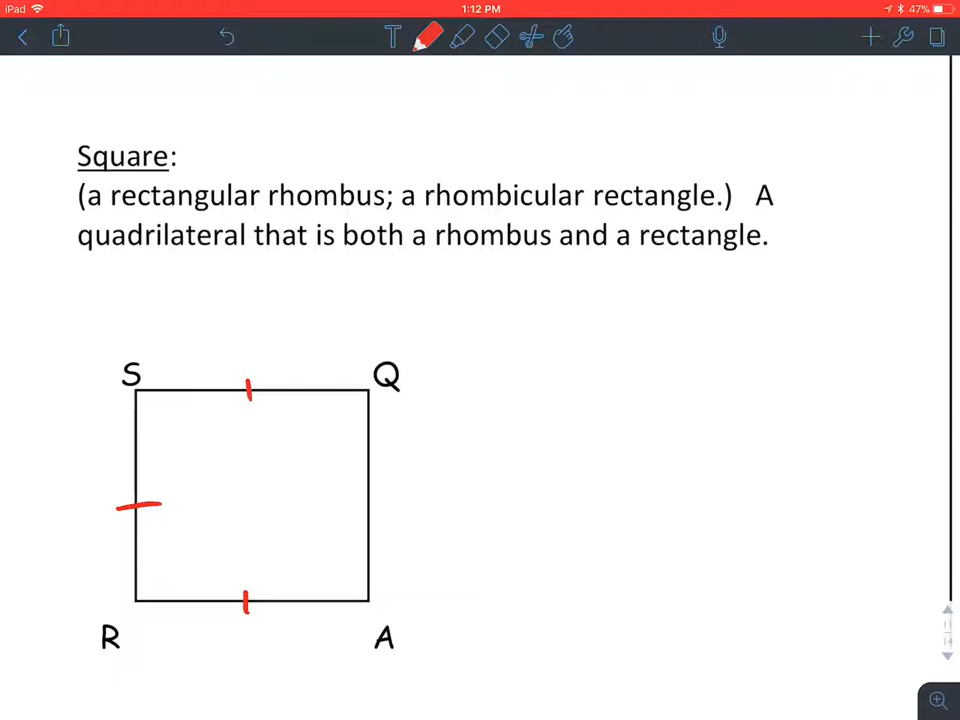 iPad 1:12 PM 47%
T
Square:
(a rectangular rhombus; a rhombicular rectangle.) A
quadrilateral that is both a rhombus and a rectangle.
S Q
R A